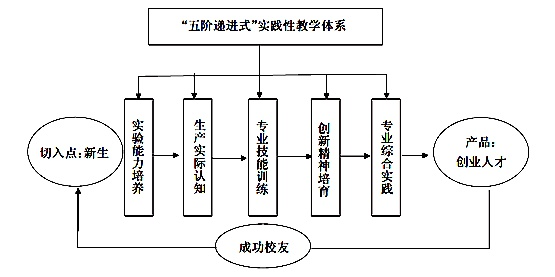 “五阶递进式”实践性教学体系
切入点：新生
实验能力培养
生产实际认知
专业技能训练
创新精神培育
专业综合实践
产品：
创业人才
成功校友